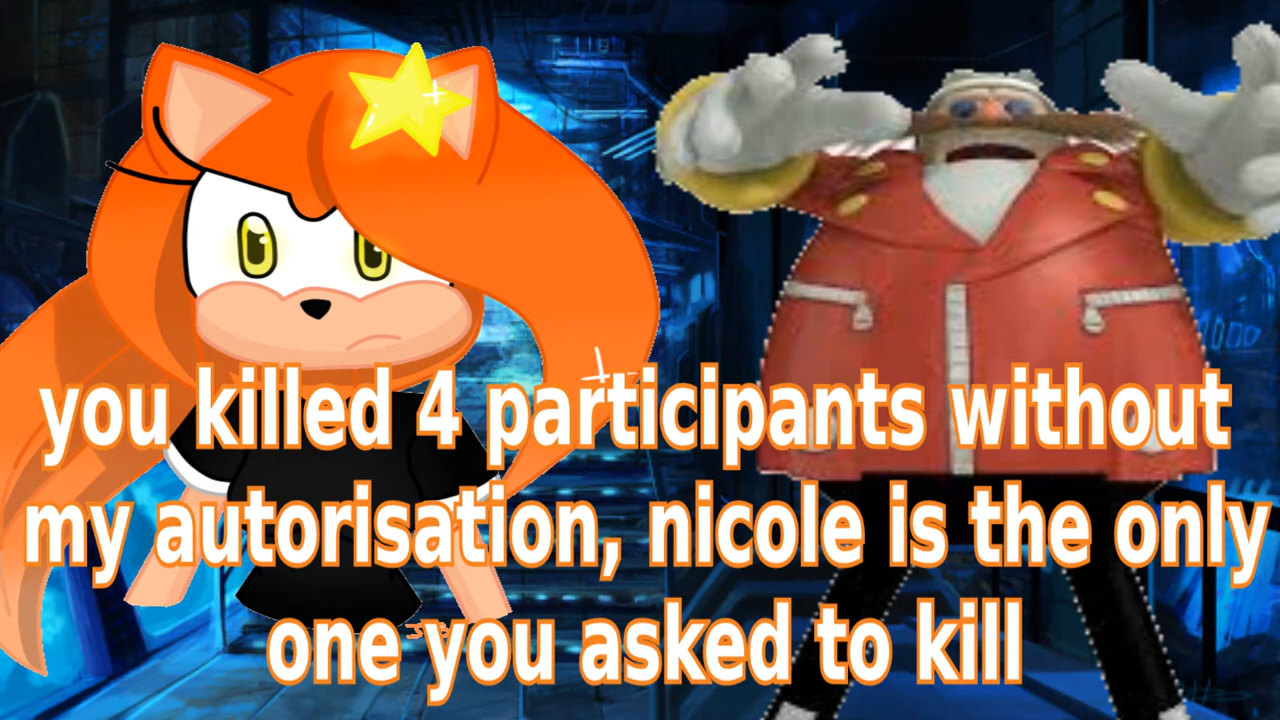 you killed 4 participants without
my autorisation, nicole is the only
one you asked to kill